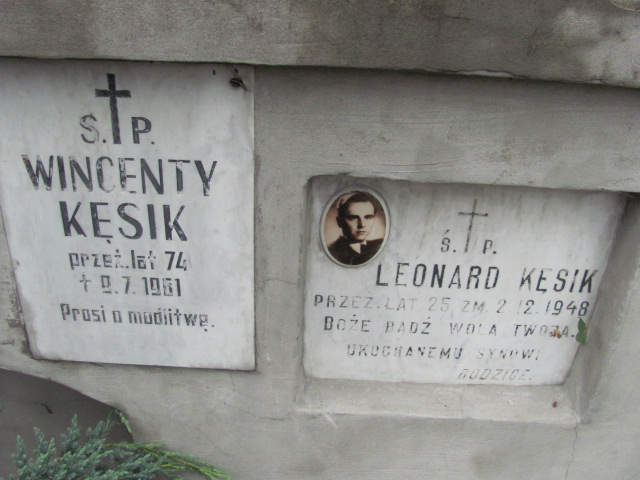 Ś. P.
WINCENTY
KĘSIK
przeż. lat 74
† 9.7.1961
Prosi o modlitwę.
Ś. P.
LEONARD KĘSIK
PRZEŻ. LAT 25 ZM. 2.12.1948
BOŻE BĄDŹ WOLA TWOJA
UKOCHANEMU SYNOWI
RODZICE.